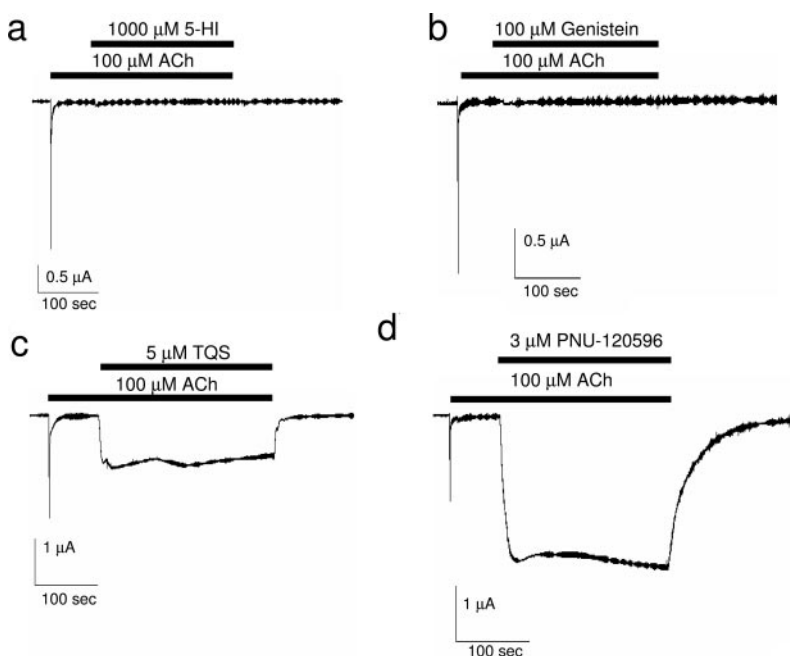 a
1000 μM 5-HI
100 μM ACh
0.5 μA
100 sec
b
100 μM Genistein
100 μM ACh
0.5 μA
100 sec
c
5 μM TQS
100 μM ACh
1 μA
100 sec
d
3 μM PNU-120596
100 μM ACh
1 μA
100 sec